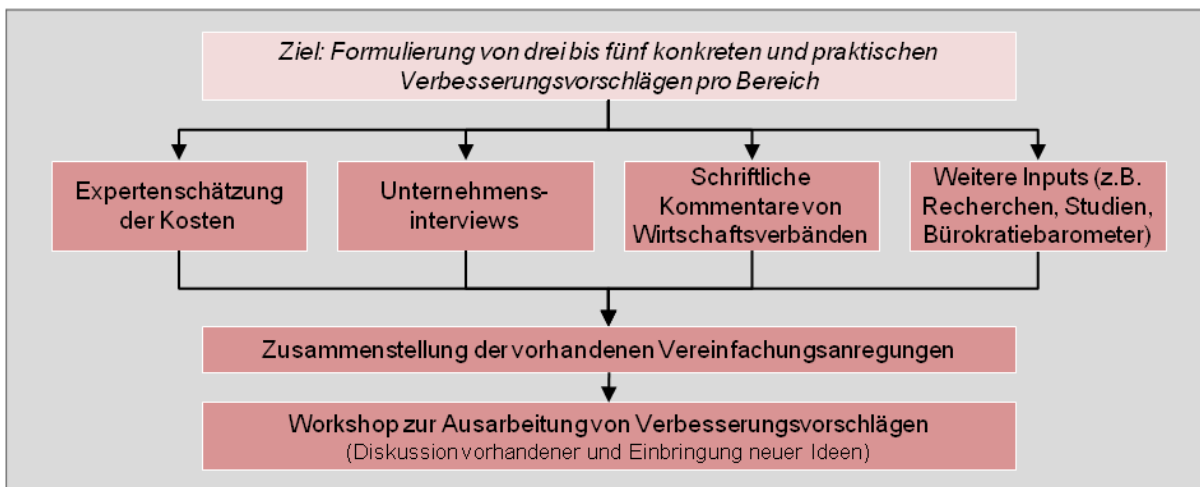 Ziel: Formulierung von drei bis fünf konkreten und praktischen
Verbesserungsvorschlägen pro Bereich
Expertenschätzung
der Kosten
Unternehmens-
interviews
Schriftliche
Kommentare von
Wirtschaftsverbänden
Weitere Inputs (z.B.
Recherchen, Studien,
Bürokratiebarometer)
Zusammenstellung der vorhandenen Vereinfachungsanregungen
Workshop zur Ausarbeitung von Verbesserungsvorschlägen
(Diskussion vorhandener und Einbringung neuer Ideen)